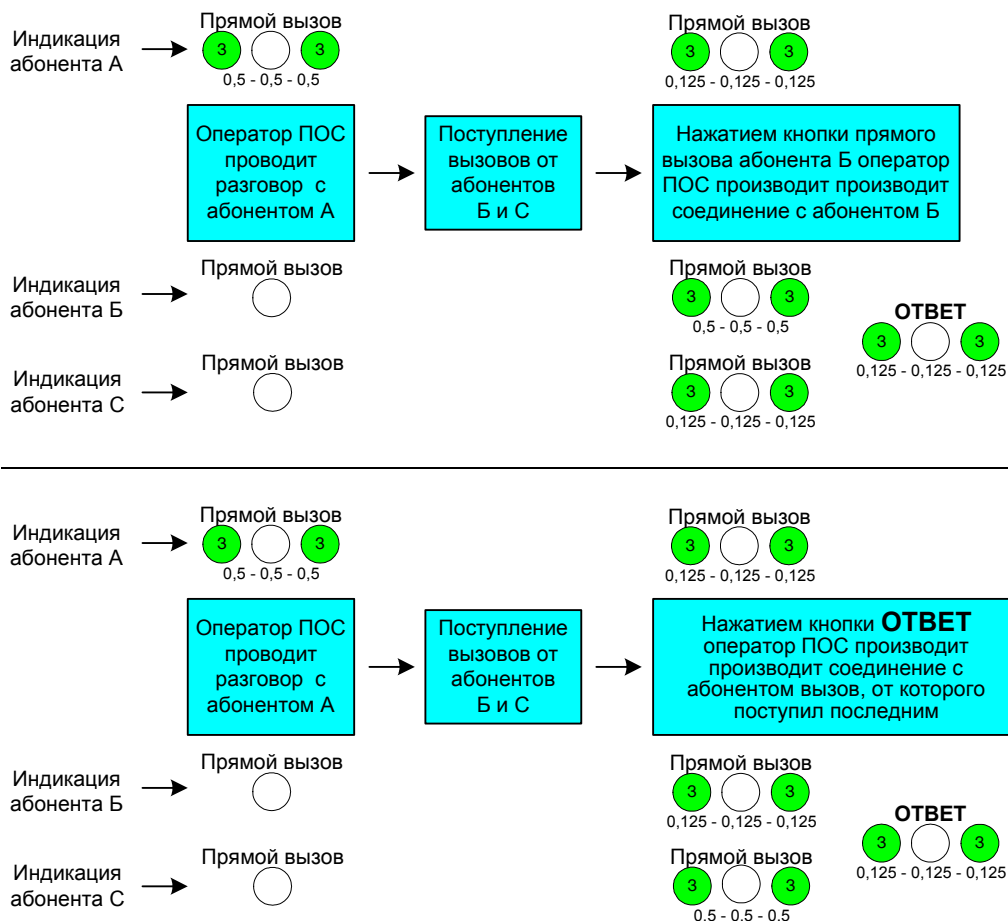 Индикация
абонента А
Прямой вызов
3 3
0,5 - 0,5 - 0,5
Прямой вызов
3 3
0,125 - 0,125 - 0,125
Оператор ПОС
проводит
разговор с
абонентом А
Поступление
вызовов от
абонентов
Б и С
Нажатием кнопки прямого
вызова абонента Б оператор
ПОС производит производит
соединение с абонентом Б
Индикация
абонента Б
Прямой вызов
Прямой вызов
3 3
0,5 - 0,5 - 0,5
ОТВЕТ
3 3
0,125 - 0,125 - 0,125
Индикация
абонента С
Прямой вызов
Прямой вызов
3 3
0,125 - 0,125 - 0,125
Индикация
абонента А
Прямой вызов
3 3
0,5 - 0,5 - 0,5
Прямой вызов
3 3
0,125 - 0,125 - 0,125
Оператор ПОС
проводит
разговор с
абонентом А
Поступление
вызовов от
абонентов
Б и С
Нажатием кнопки ОТВЕТ
оператор ПОС производит
производит соединение с
абонентом вызов, от которого
поступил последним
Индикация
абонента Б
Прямой вызов
Прямой вызов
3 3
0,125 - 0,125 - 0,125
ОТВЕТ
3 3
0,125 - 0,125 - 0,125
Индикация
абонента С
Прямой вызов
Прямой вызов
3 3
0,5 - 0,5 - 0,5